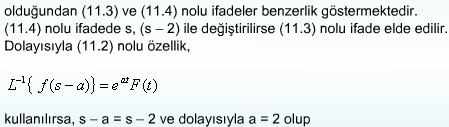 olduğundan (11.3) ve (11.4) nolu ifadeler benzerlik göstermektedir.
(11.4) nolu ifadede s, (s – 2) ile değiştirilirse (11.3) nolu ifade elde edilir.
Dolayısıyla (11.2) nolu özellik,
L⁻¹{ f(s − a)} = eᵃᵗF(t)
kullanılırsa, s – a = s – 2 ve dolayısıyla a = 2 olup